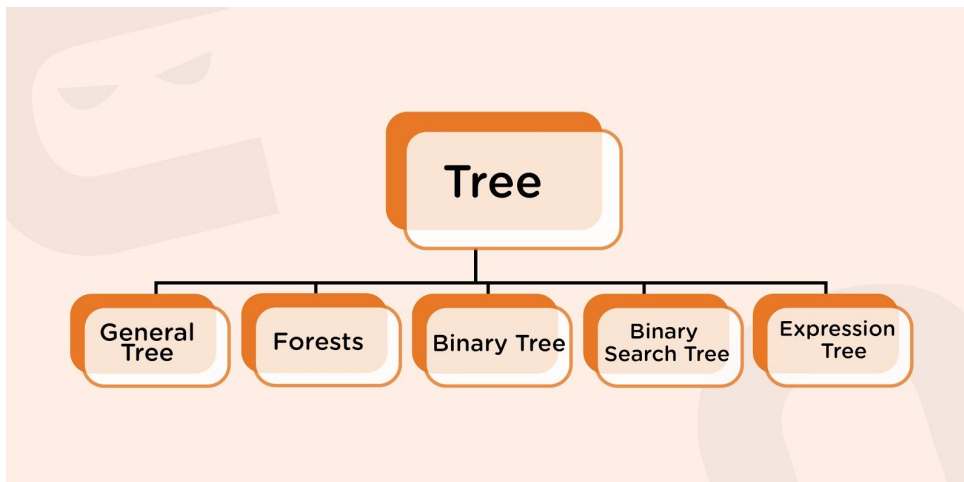 Tree
General
Tree
Forests
Binary Tree
Binary
Search Tree
Expression
Tree